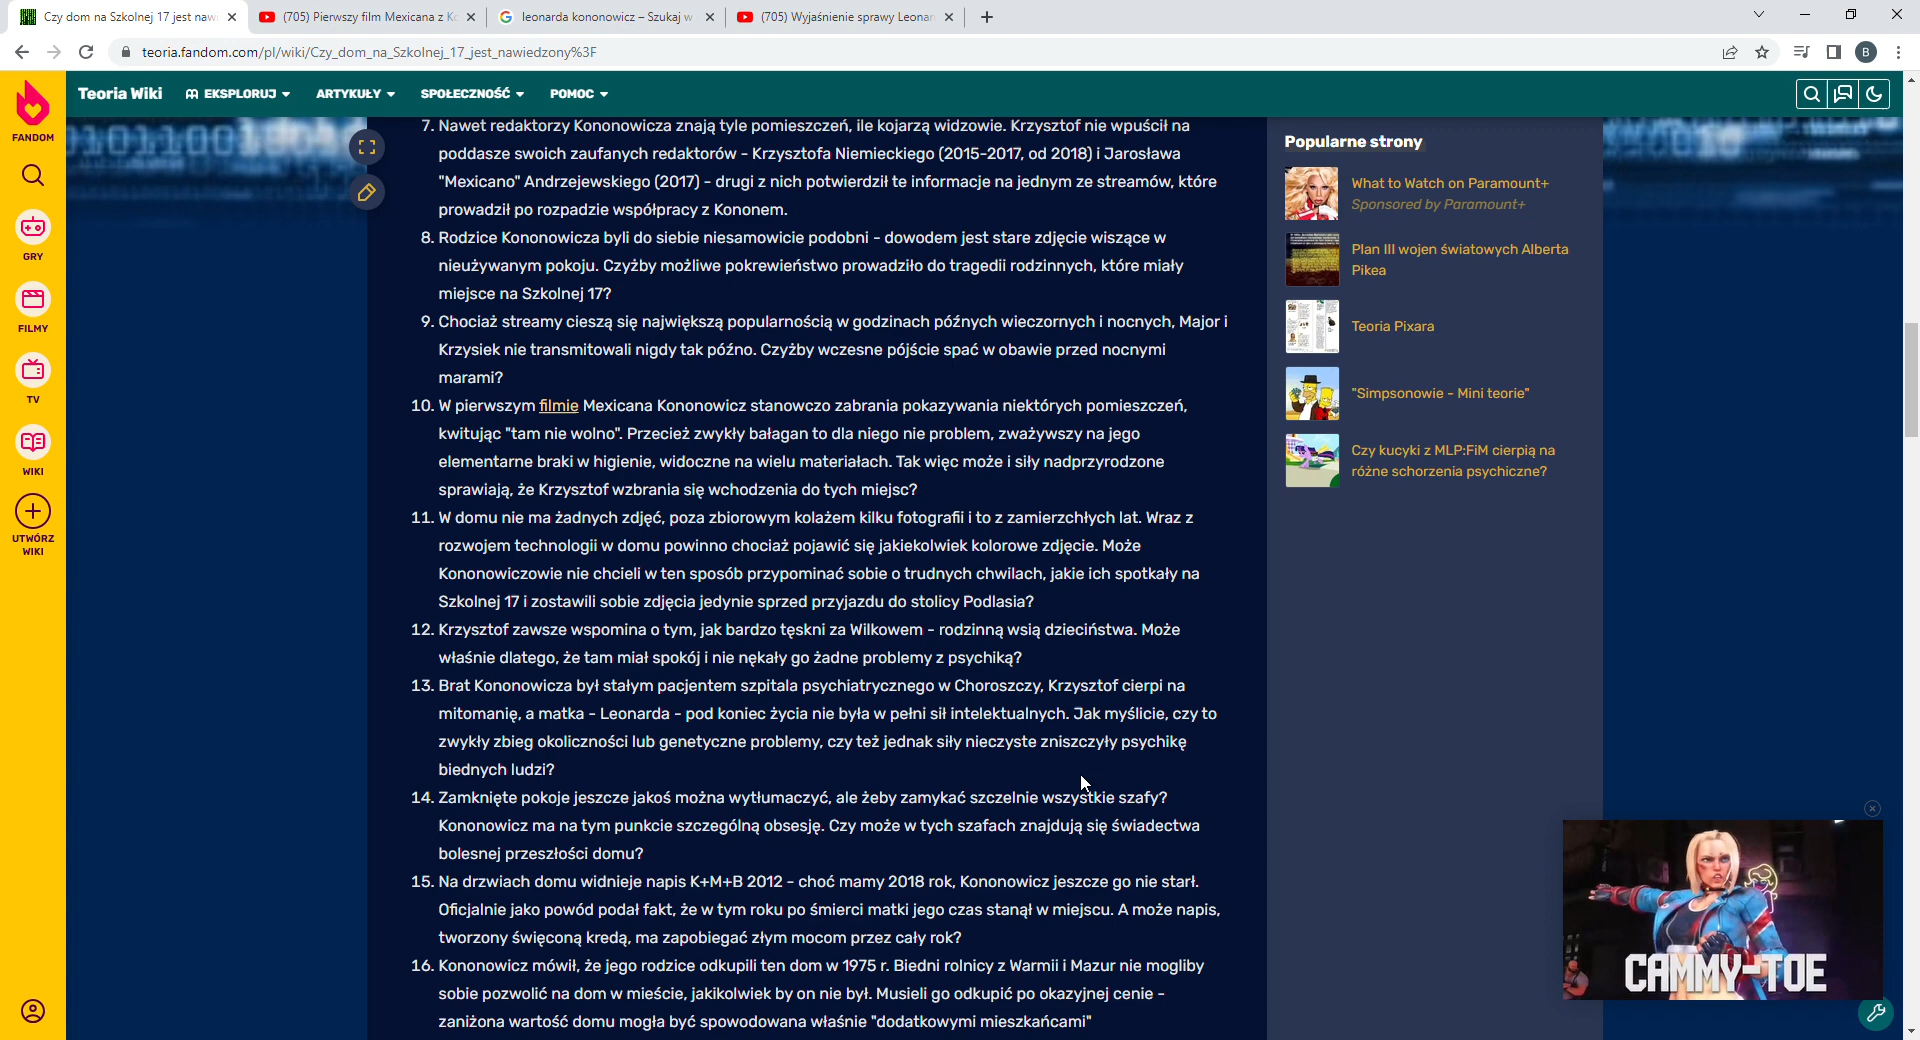 Czy dom na Szkolnej 17 jest naw
(705) Pierwszy film Mexicana z K
leonarda kononowicz – Szukaj w
(705) Wyjaśnienie sprawy Leonar
teoria.fandom.com/pl/wiki/Czy_dom_na_Szkolnej_17_jest_nawiedzony%3F
B
FANDOM
GRY
FILMY
TV
WIKI
UTWÓRZ
WIKI
Teoria Wiki
EKSPLORUJ
ARTYKUŁY
SPOŁECZNOŚĆ
POMOC
7. Nawet redaktorzy Kononowicza znają tyle pomieszczeń, ile kojarzą widzowie. Krzysztof nie wpuścił na
poddasze swoich zaufanych redaktorów - Krzysztofa Niemieckiego (2015-2017, od 2018) i Jarosława
"Mexicano" Andrzejewskiego (2017) - drugi z nich potwierdził te informacje na jednym ze streamów, które
prowadził po rozpadzie współpracy z Kononem.
8. Rodzice Kononowicza byli do siebie niesamowicie podobni - dowodem jest stare zdjęcie wiszące w
nieużywanym pokoju. Czyżby możliwe pokrewieństwo prowadziło do tragedii rodzinnych, które miały
miejsce na Szkolnej 17?
9. Chociaż streamy cieszą się największą popularnością w godzinach późnych wieczornych i nocnych, Major i
Krzysiek nie transmitowali nigdy tak późno. Czyżby wczesne pójście spać w obawie przed nocnymi
marami?
10. W pierwszym filmie Mexicana Kononowicz stanowczo zabrania pokazywania niektórych pomieszczeń,
kwitując "tam nie wolno". Przecież zwykły bałagan to dla niego nie problem, zważywszy na jego
elementarne braki w higienie, widoczne na wielu materiałach. Tak więc może i siły nadprzyrodzone
sprawiają, że Krzysztof wzbrania się wchodzenia do tych miejsc?
11. W domu nie ma żadnych zdjęć, poza zbiorowym kolażem kilku fotografii i to z zamierzchłych lat. Wraz z
rozwojem technologii w domu powinno chociaż pojawić się jakiekolwiek kolorowe zdjęcie. Może
Kononowiczowie nie chcieli w ten sposób przypominać sobie o trudnych chwilach, jakie ich spotkały na
Szkolnej 17 i zostawili sobie zdjęcia jedynie sprzed przyjazdu do stolicy Podlasia?
12. Krzysztof zawsze wspomina o tym, jak bardzo tęskni za Wilkowem - rodzinną wsią dzieciństwa. Może
właśnie dlatego, że tam miał spokój i nie nękały go żadne problemy z psychiką?
13. Brat Kononowicza był stałym pacjentem szpitala psychiatrycznego w Choroszczy, Krzysztof cierpi na
mitomanię, a matka - Leonarda - pod koniec życia nie była w pełni sił intelektualnych. Jak myślicie, czy to
zwykły zbieg okoliczności lub genetyczne problemy, czy też jednak siły nieczyste zniszczyły psychikę
biednych ludzi?
14. Zamknięte pokoje jeszcze jakoś można wytłumaczyć, ale żeby zamykać szczelnie wszystkie szafy?
Kononowicz ma na tym punkcie szczególną obsesję. Czy może w tych szafach znajdują się świadectwa
bolesnej przeszłości domu?
15. Na drzwiach domu widnieje napis K+M+B 2012 - choć mamy 2018 rok, Kononowicz jeszcze go nie starł.
Oficjalnie jako powód podał fakt, że w tym roku po śmierci matki jego czas stanął w miejscu. A może napis,
tworzony święconą kredą, ma zapobiegać złym mocom przez cały rok?
16. Kononowicz mówił, że jego rodzice odkupili ten dom w 1975 r. Biedni rolnicy z Warmii i Mazur nie mogliby
sobie pozwolić na dom w mieście, jakikolwiek by on nie był. Musieli go odkupić po okazyjnej cenie -
zaniżona wartość domu mogła być spowodowana właśnie "dodatkowymi mieszkańcami"
Popularne strony
What to Watch on Paramount+
Sponsored by Paramount+
Plan III wojen światowych Alberta
Pikea
Teoria Pixara
"Simpsonowie - Mini teorie"
Czy kucyki z MLP:FiM cierpią na
różne schorzenia psychiczne?
CAMMY-TOE